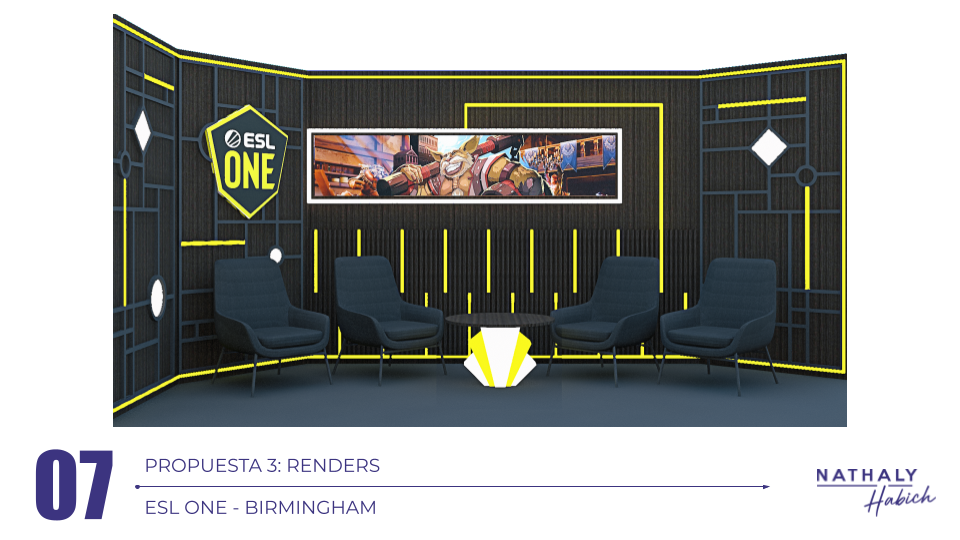 ESL
ONE
07
PROPUESTA 3: RENDERS
ESL ONE - BIRMINGHAM
NATHALY
Habich